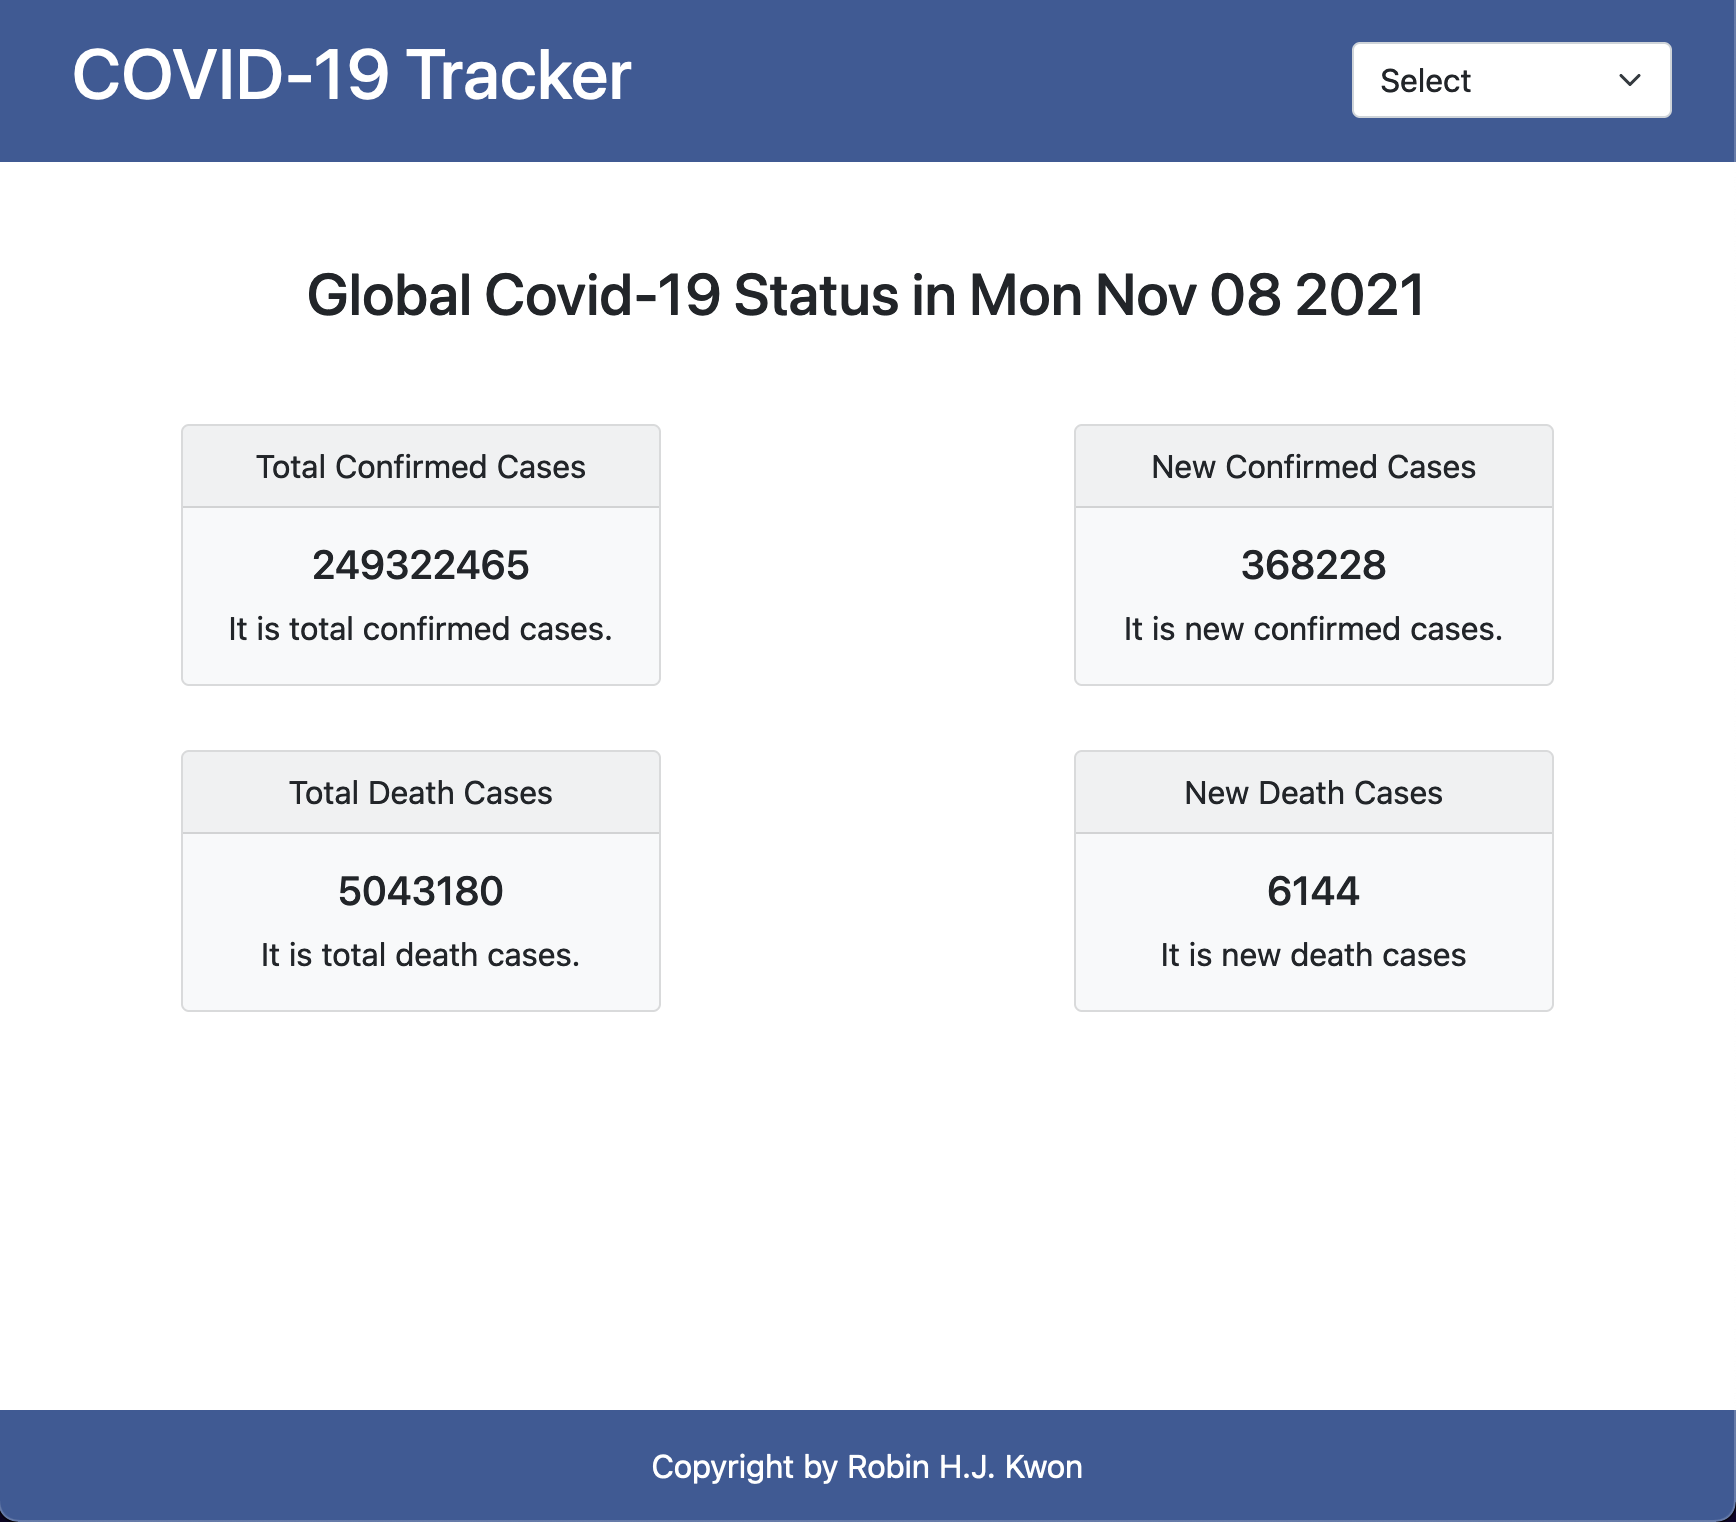 COVID-19 Tracker
Select
Global Covid-19 Status in Mon Nov 08 2021
Total Confirmed Cases
249322465
It is total confirmed cases.
New Confirmed Cases
368228
It is new confirmed cases.
Total Death Cases
5043180
It is total death cases.
New Death Cases
6144
It is new death cases
Copyright by Robin H.J. Kwon